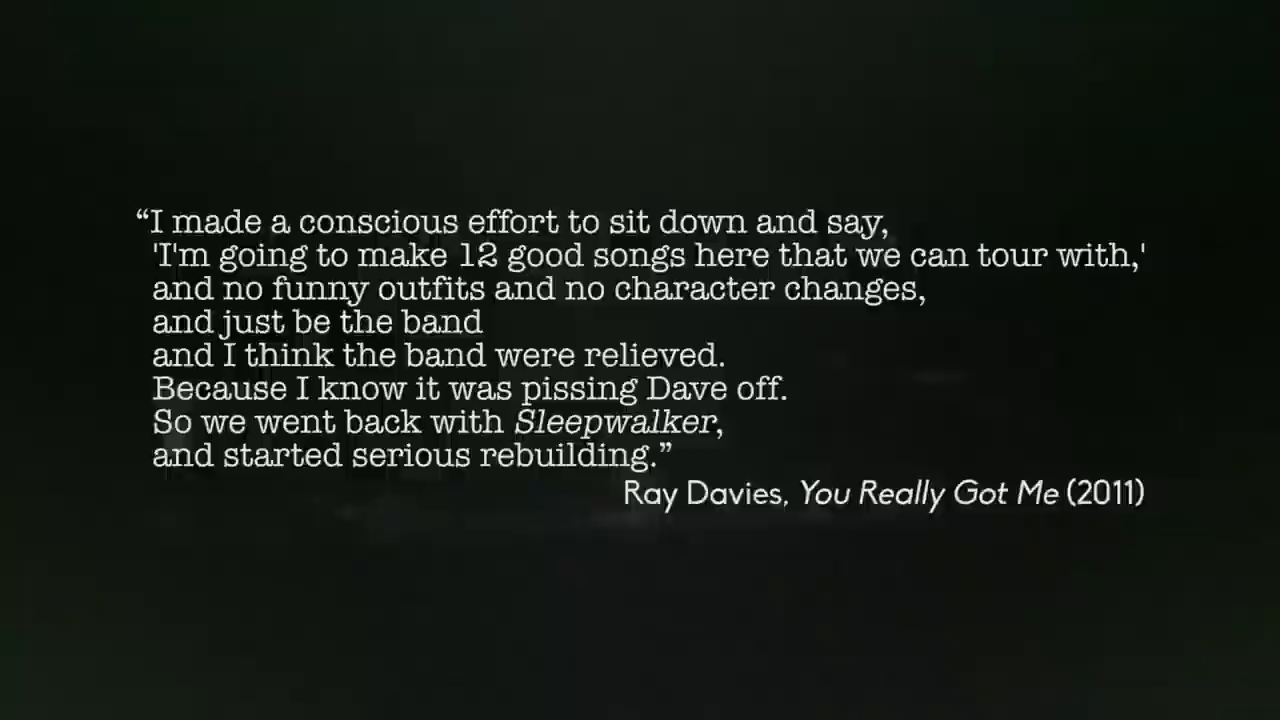 “I made a conscious effort to sit down and say,
'I'm going to make 12 good songs here that we can tour with,'
and no funny outfits and no character changes,
and just be the band
and I think the band were relieved.
Because I know it was pissing Dave off.
So we went back with Sleepwalker,
and started serious rebuilding.”
Ray Davies, You Really Got Me (2011)